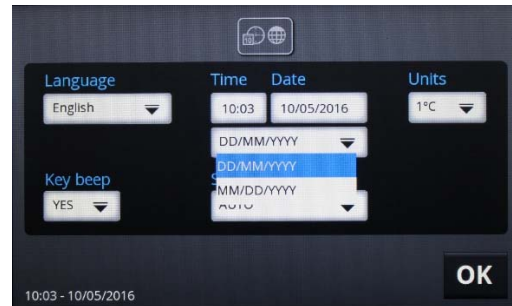 Language Time Date Units
English 10:03 10/05/2016 1°C
DD/MM/YYYY
DD/MM/YYYY
Key beep
MM/DD/YYYY
YES AUTO
10:03 - 10/05/2016
OK